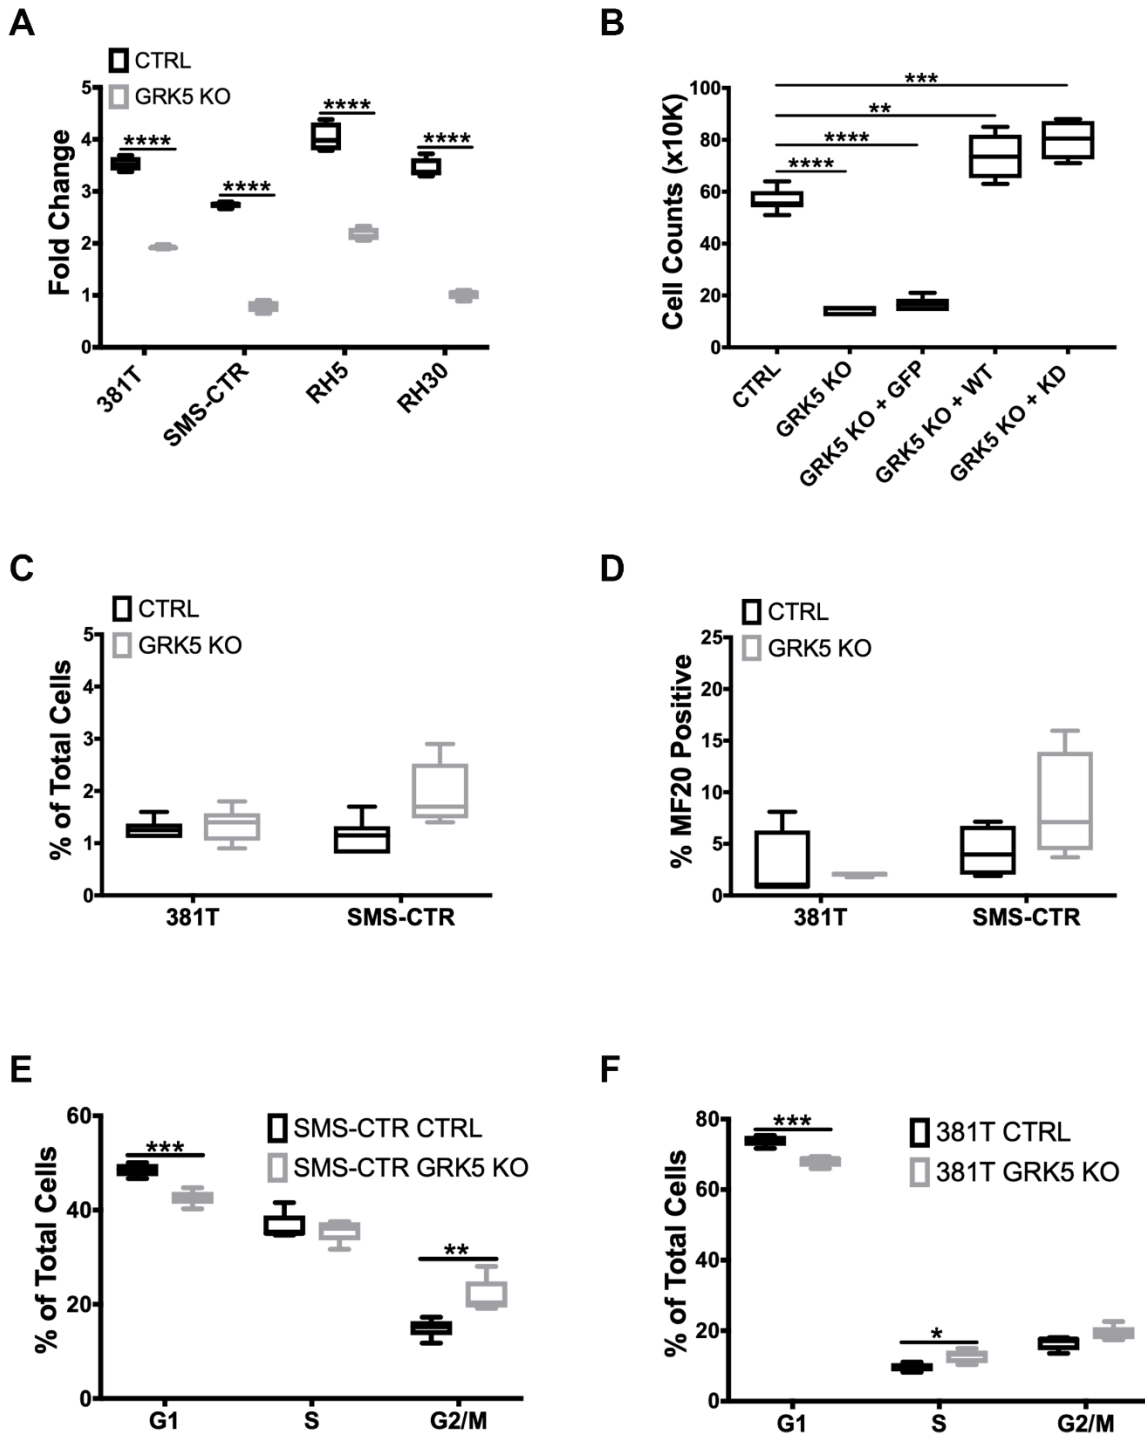 A
CTRL
GRK5 KO
Fold Change
5
4
3
2
1
0
****
****
****
****
381T
SMS-CTR
RH5
RH30
B
Cell Counts (x10K)
100
80
60
40
20
0
***
**
****
****
CTRL
GRK5 KO
GRK5 KO + GFP
GRK5 KO + WT
GRK5 KO + KD
C
CTRL
GRK5 KO
% of Total Cells
5
4
3
2
1
0
381T
SMS-CTR
D
CTRL
GRK5 KO
% MF20 Positive
25
20
15
10
5
0
381T
SMS-CTR
E
SMS-CTR CTRL
SMS-CTR GRK5 KO
% of Total Cells
60
40
20
0
***
**
G1
S
G2/M
F
381T CTRL
381T GRK5 KO
% of Total Cells
80
60
40
20
0
***
*
G1
S
G2/M